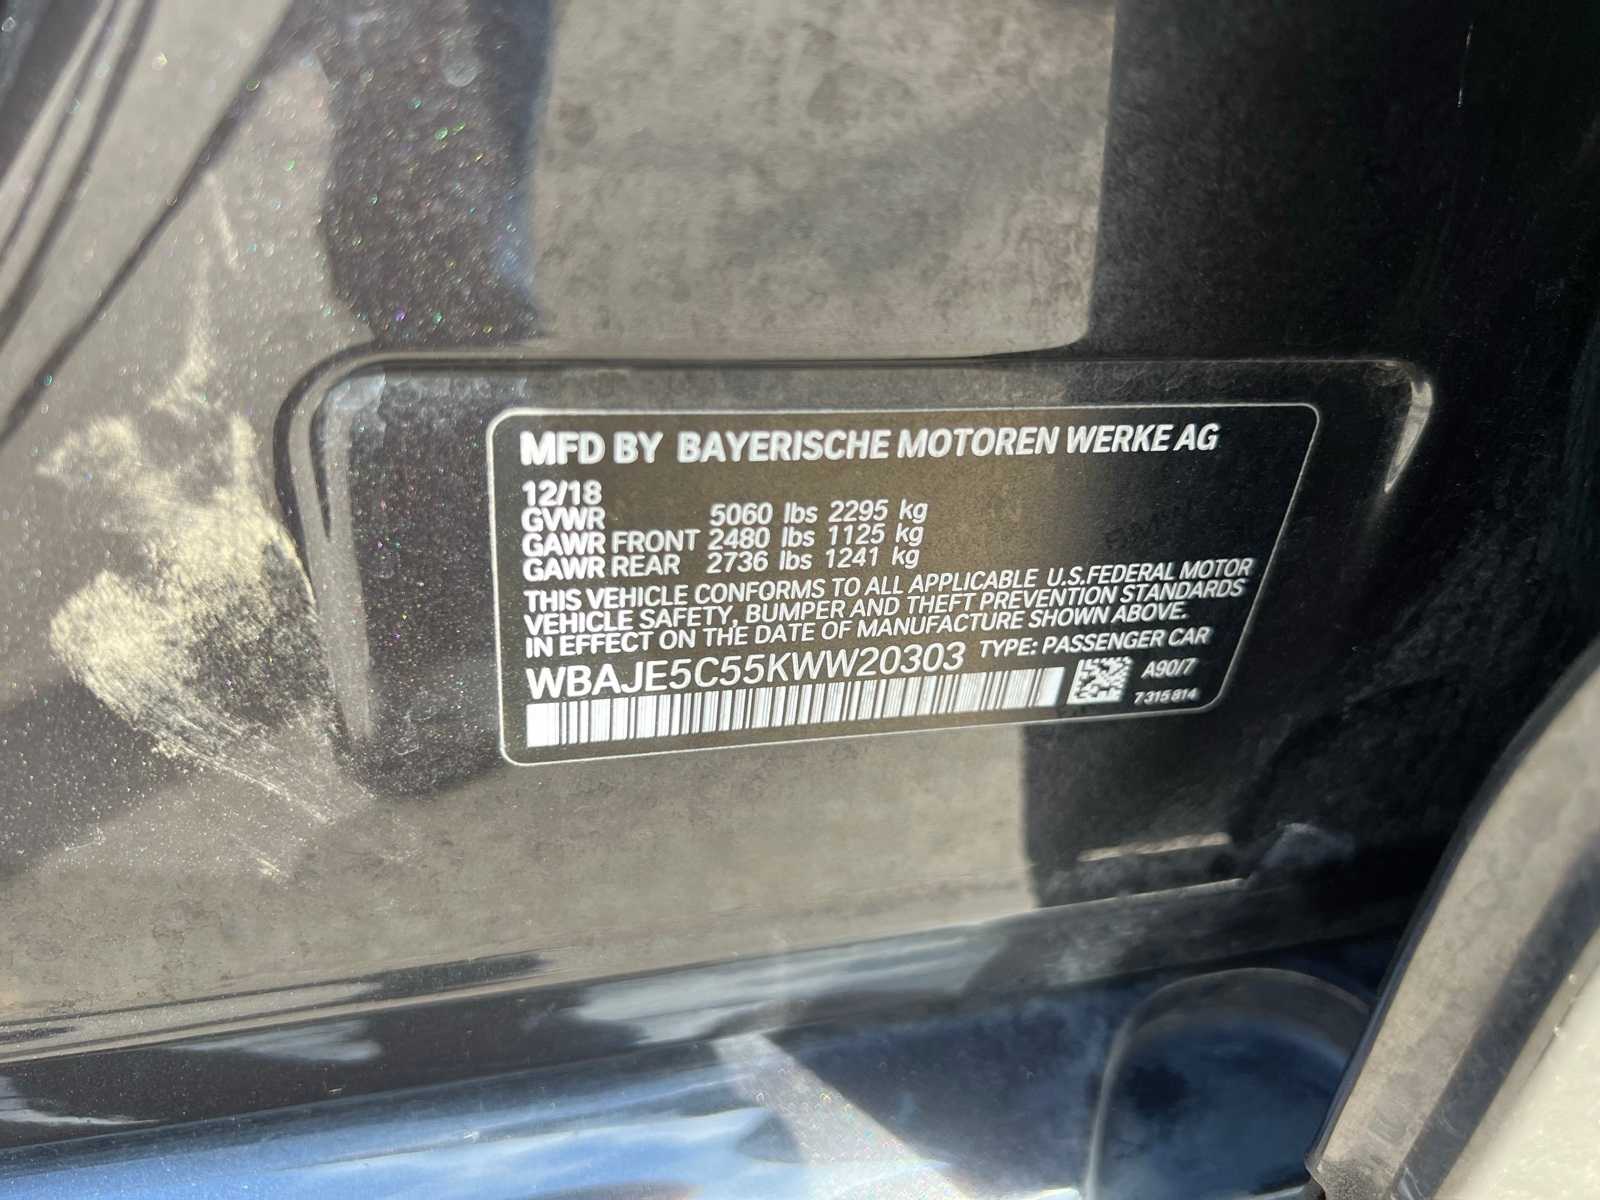 MFD BY BAYERISCHE MOTOREN WERKE AG
12/18
GVWR 5060 lbs 2295 kg
GAWR FRONT 2480 lbs 1125 kg
GAWR REAR 2736 lbs 1241 kg
THIS VEHICLE CONFORMS TO ALL APPLICABLE U.S.FEDERAL MOTOR
VEHICLE SAFETY, BUMPER AND THEFT PREVENTION STANDARDS
IN EFFECT ON THE DATE OF MANUFACTURE SHOWN ABOVE.
WBAJE5C55KWW20303 TYPE: PASSENGER CAR
A90/7
7 315 814